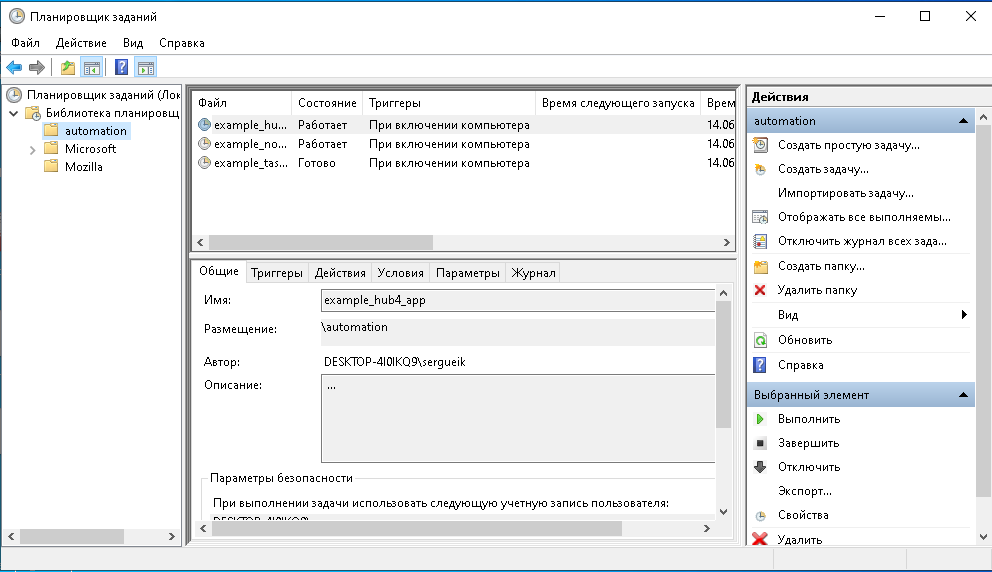 Планировщик заданий
Файл Действие Вид Справка
Планировщик заданий (Лок
Библиотека планировщ
automation
Microsoft
Mozilla
Файл Состояние Триггеры Время следующего запуска Врем
example_hu... Работает При включении компьютера 14.06
example_no... Работает При включении компьютера 14.06
example_tas... Готово При включении компьютера 14.06
Общие Триггеры Действия Условия Параметры Журнал
Имя: example_hub4_app
Размещение: \automation
Автор: DESKTOP-4I0IKQ9\sergueik
Описание: ...
Параметры безопасности
При выполнении задачи использовать следующую учетную запись пользователя:
Действия
automation
Создать простую задачу...
Создать задачу...
Импортировать задачу...
Отображать все выполняемы...
Отключить журнал всех зада...
Создать папку...
Удалить папку
Вид
Обновить
Справка
Выбранный элемент
Выполнить
Завершить
Отключить
Экспорт...
Свойства
Удалить